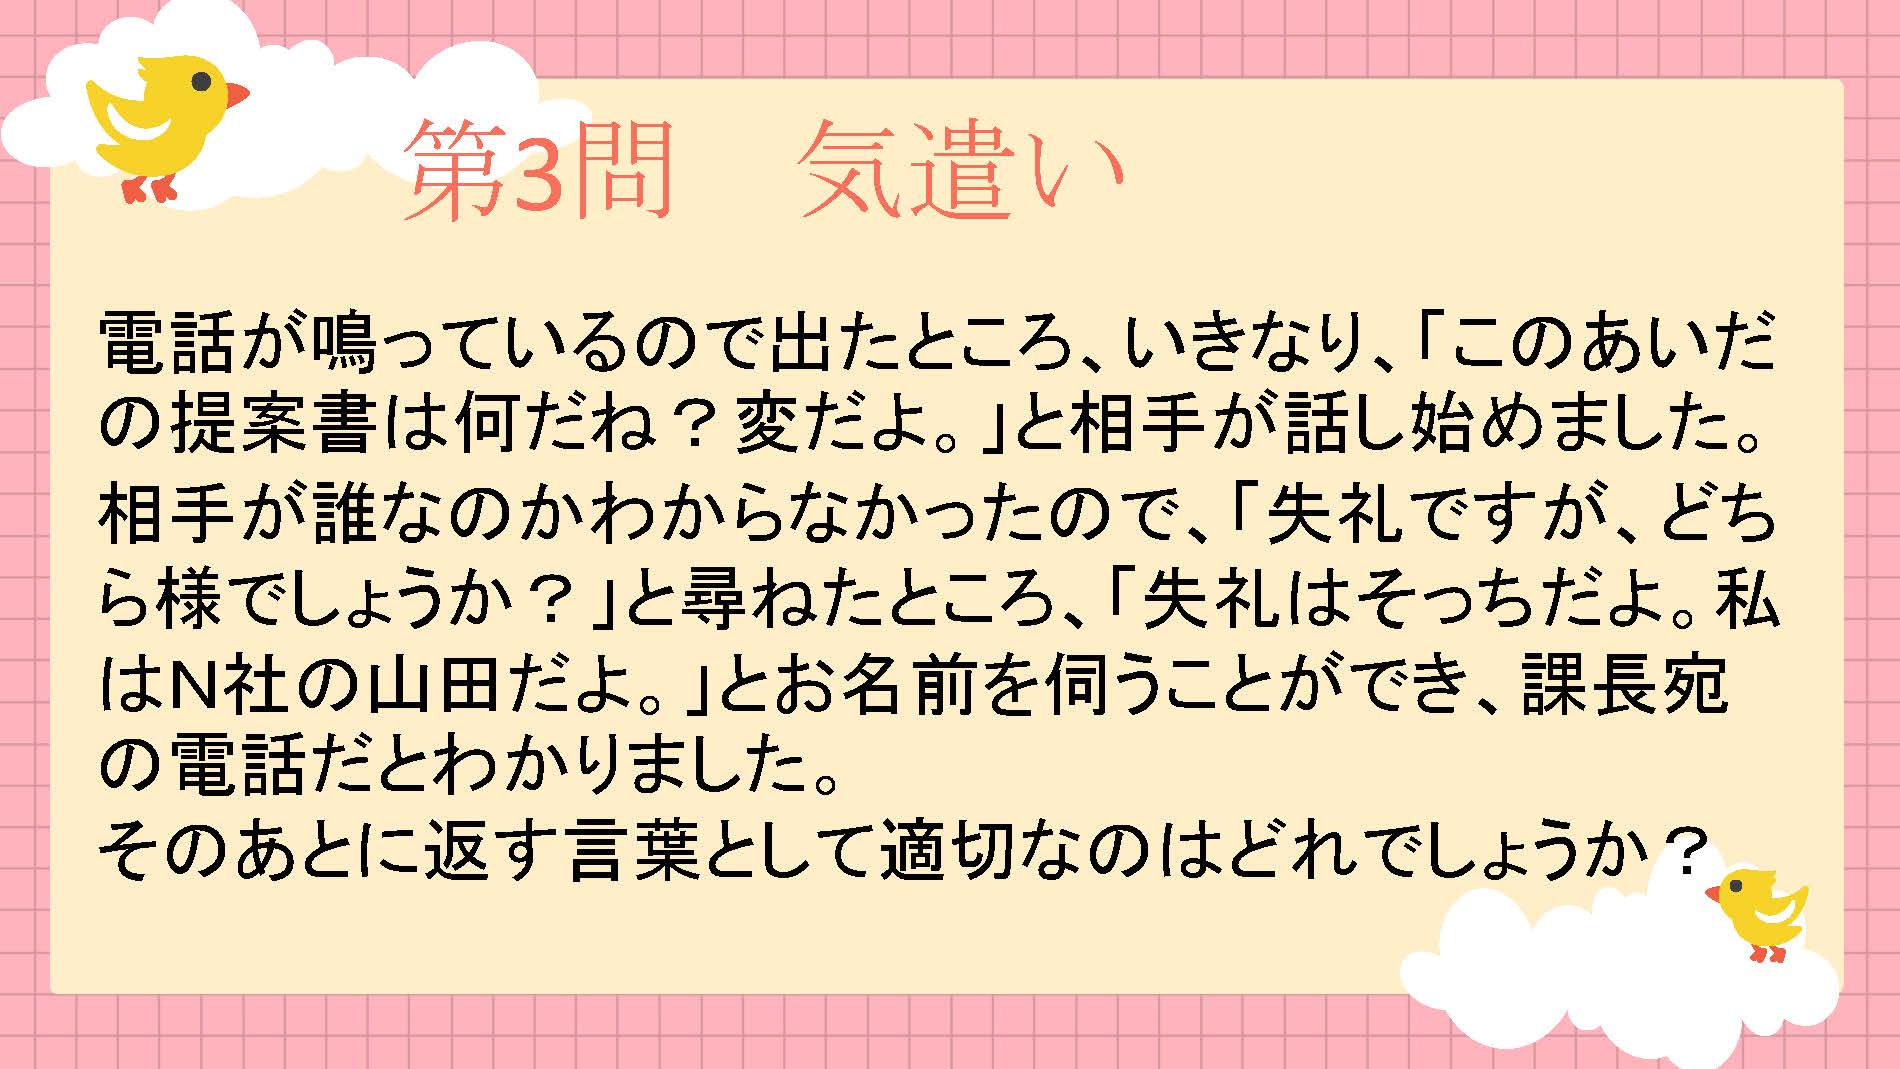 第3問　気遣い
電話が鳴っているので出たところ、いきなり、「このあいだ
の提案書は何だね？変だよ。」と相手が話し始めました。
相手が誰なのかわからなかったので、「失礼ですが、どち
ら様でしょうか？」と尋ねたところ、「失礼はそっちだよ。私
はN社の山田だよ。」とお名前を伺うことができ、課長宛
の電話だとわかりました。
そのあとに返す言葉として適切なのはどれでしょうか？